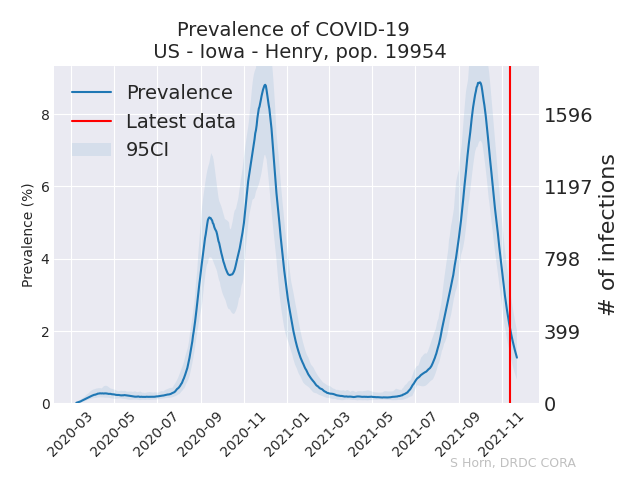 Prevalence of COVID-19
US - Iowa - Henry, pop. 19954
Prevalence
Latest data
95CI
Prevalence (%)
8
6
4
2
0
1596
1197
798
399
0
# of infections
2020-03
2020-05
2020-07
2020-09
2020-11
2021-01
2021-03
2021-05
2021-07
2021-09
2021-11
S Horn, DRDC CORA